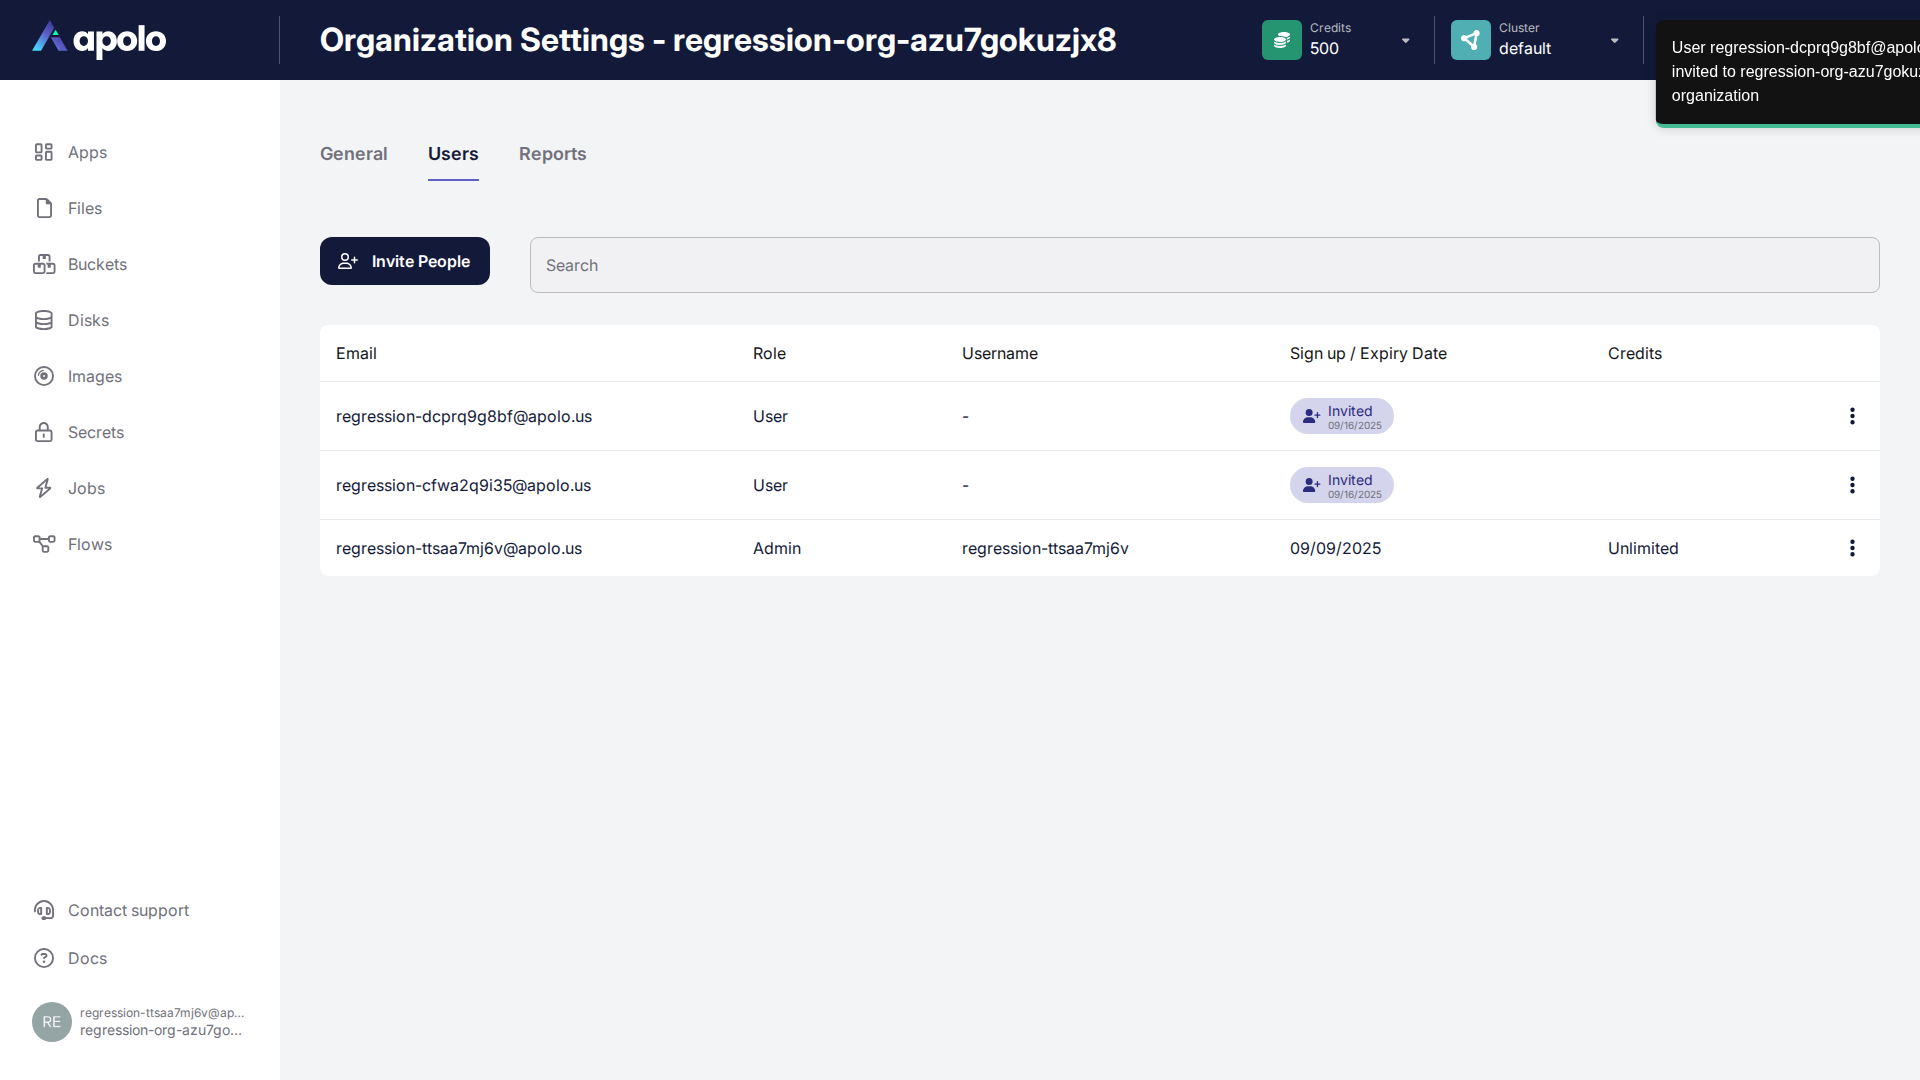 apolo
Organization Settings - regression-org-azu7gokuzjx8
Credits
500
Cluster
default
User regression-dcprq9g8bf@apolo
invited to regression-org-azu7goku
organization
Apps
Files
Buckets
Disks
Images
Secrets
Jobs
Flows
General Users Reports
Invite People
Search
Email Role Username Sign up / Expiry Date Credits
regression-dcprq9g8bf@apolo.us User - Invited
09/16/2025
regression-cfwa2q9i35@apolo.us User - Invited
09/16/2025
regression-ttsaa7mj6v@apolo.us Admin regression-ttsaa7mj6v 09/09/2025 Unlimited
Contact support
Docs
RE
regression-ttsaa7mj6v@ap...
regression-org-azu7go...